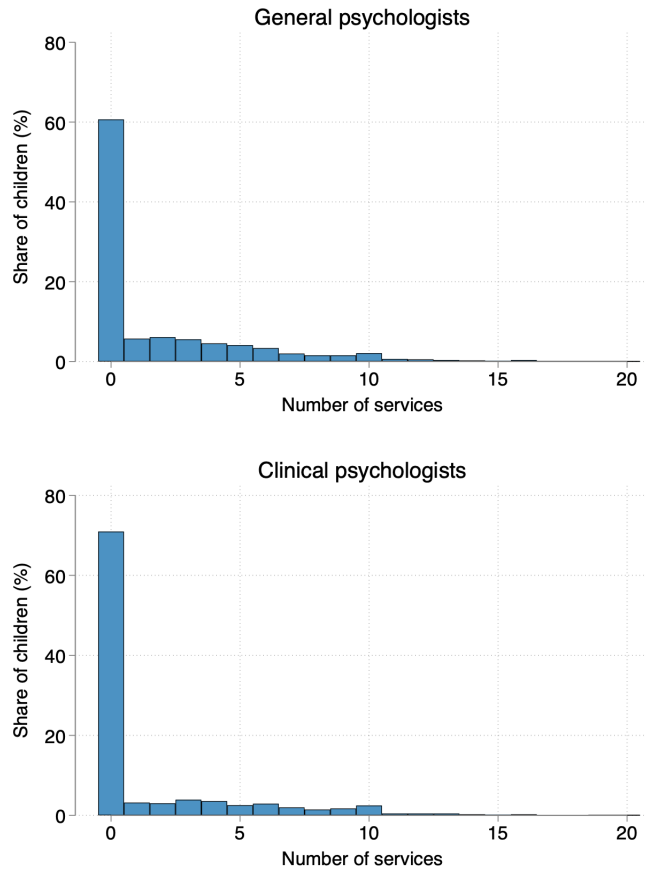 General psychologists
80
60
40
20
0
Share of children (%)
0 5 10 15 20
Number of services
Clinical psychologists
80
60
40
20
0
Share of children (%)
0 5 10 15 20
Number of services